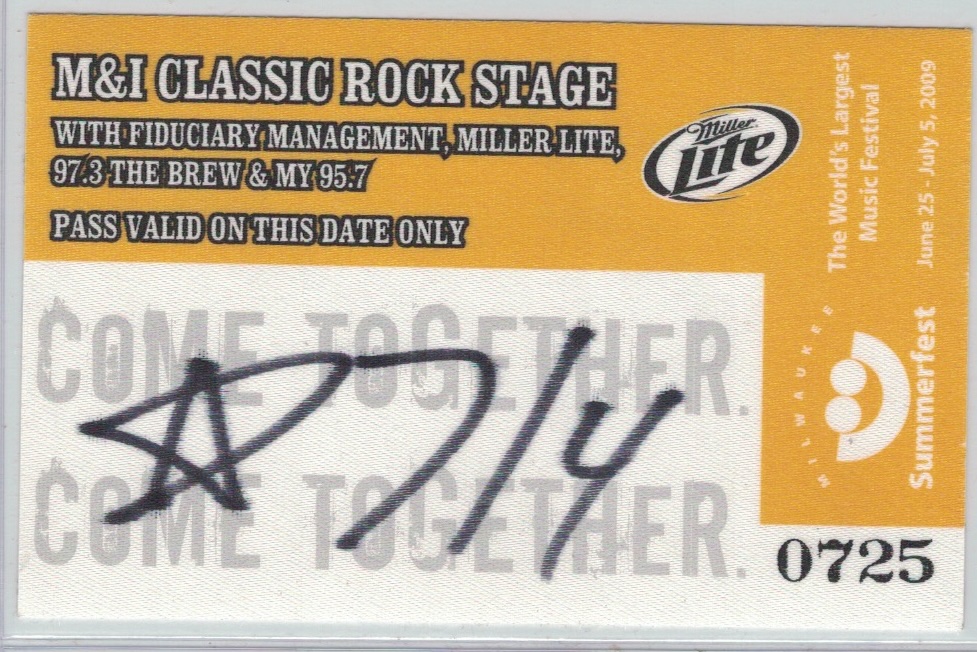 M&I CLASSIC ROCK STAGE
WITH FIDUCIARY MANAGEMENT, MILLER LITE,
97.3 THE BREW & MY 95.7
PASS VALID ON THIS DATE ONLY
Miller
Lite
The World's Largest
Music Festival
June 25 - July 5, 2009
MILWAUKEE
Summerfest
COME TOGETHER.
COME TOGETHER.
7/4
0725